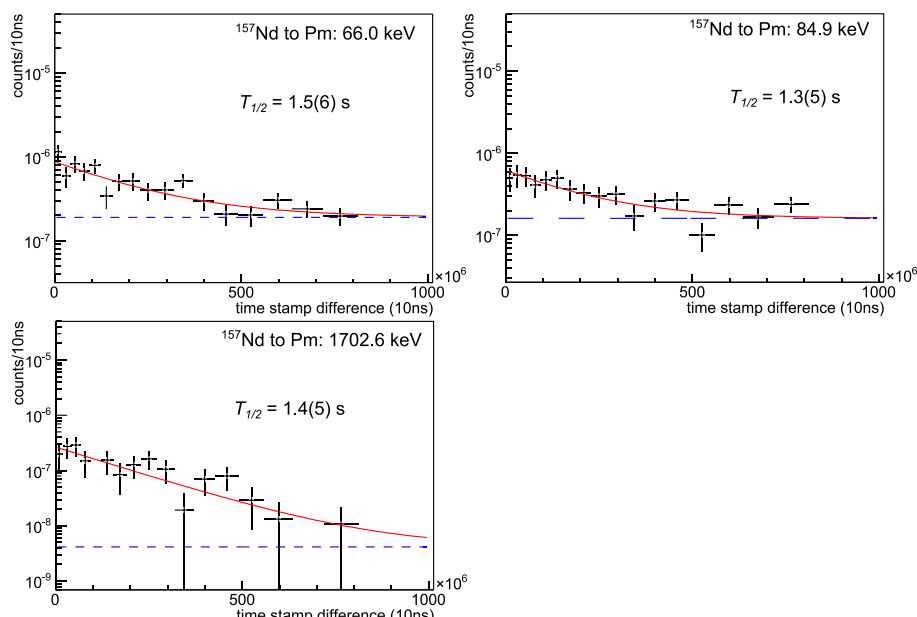 ¹⁵⁷Nd to Pm: 66.0 keV
T1/2 = 1.5(6) s
counts/10ns
10⁻⁵
10⁻⁶
10⁻⁷
0 500 1000
×10⁶
time stamp difference (10ns)
¹⁵⁷Nd to Pm: 84.9 keV
T1/2 = 1.3(5) s
counts/10ns
10⁻⁵
10⁻⁶
10⁻⁷
0 500 1000
×10⁶
time stamp difference (10ns)
¹⁵⁷Nd to Pm: 1702.6 keV
T1/2 = 1.4(5) s
counts/10ns
10⁻⁵
10⁻⁶
10⁻⁷
10⁻⁸
10⁻⁹
0 500 1000
×10⁶
time stamp difference (10ns)